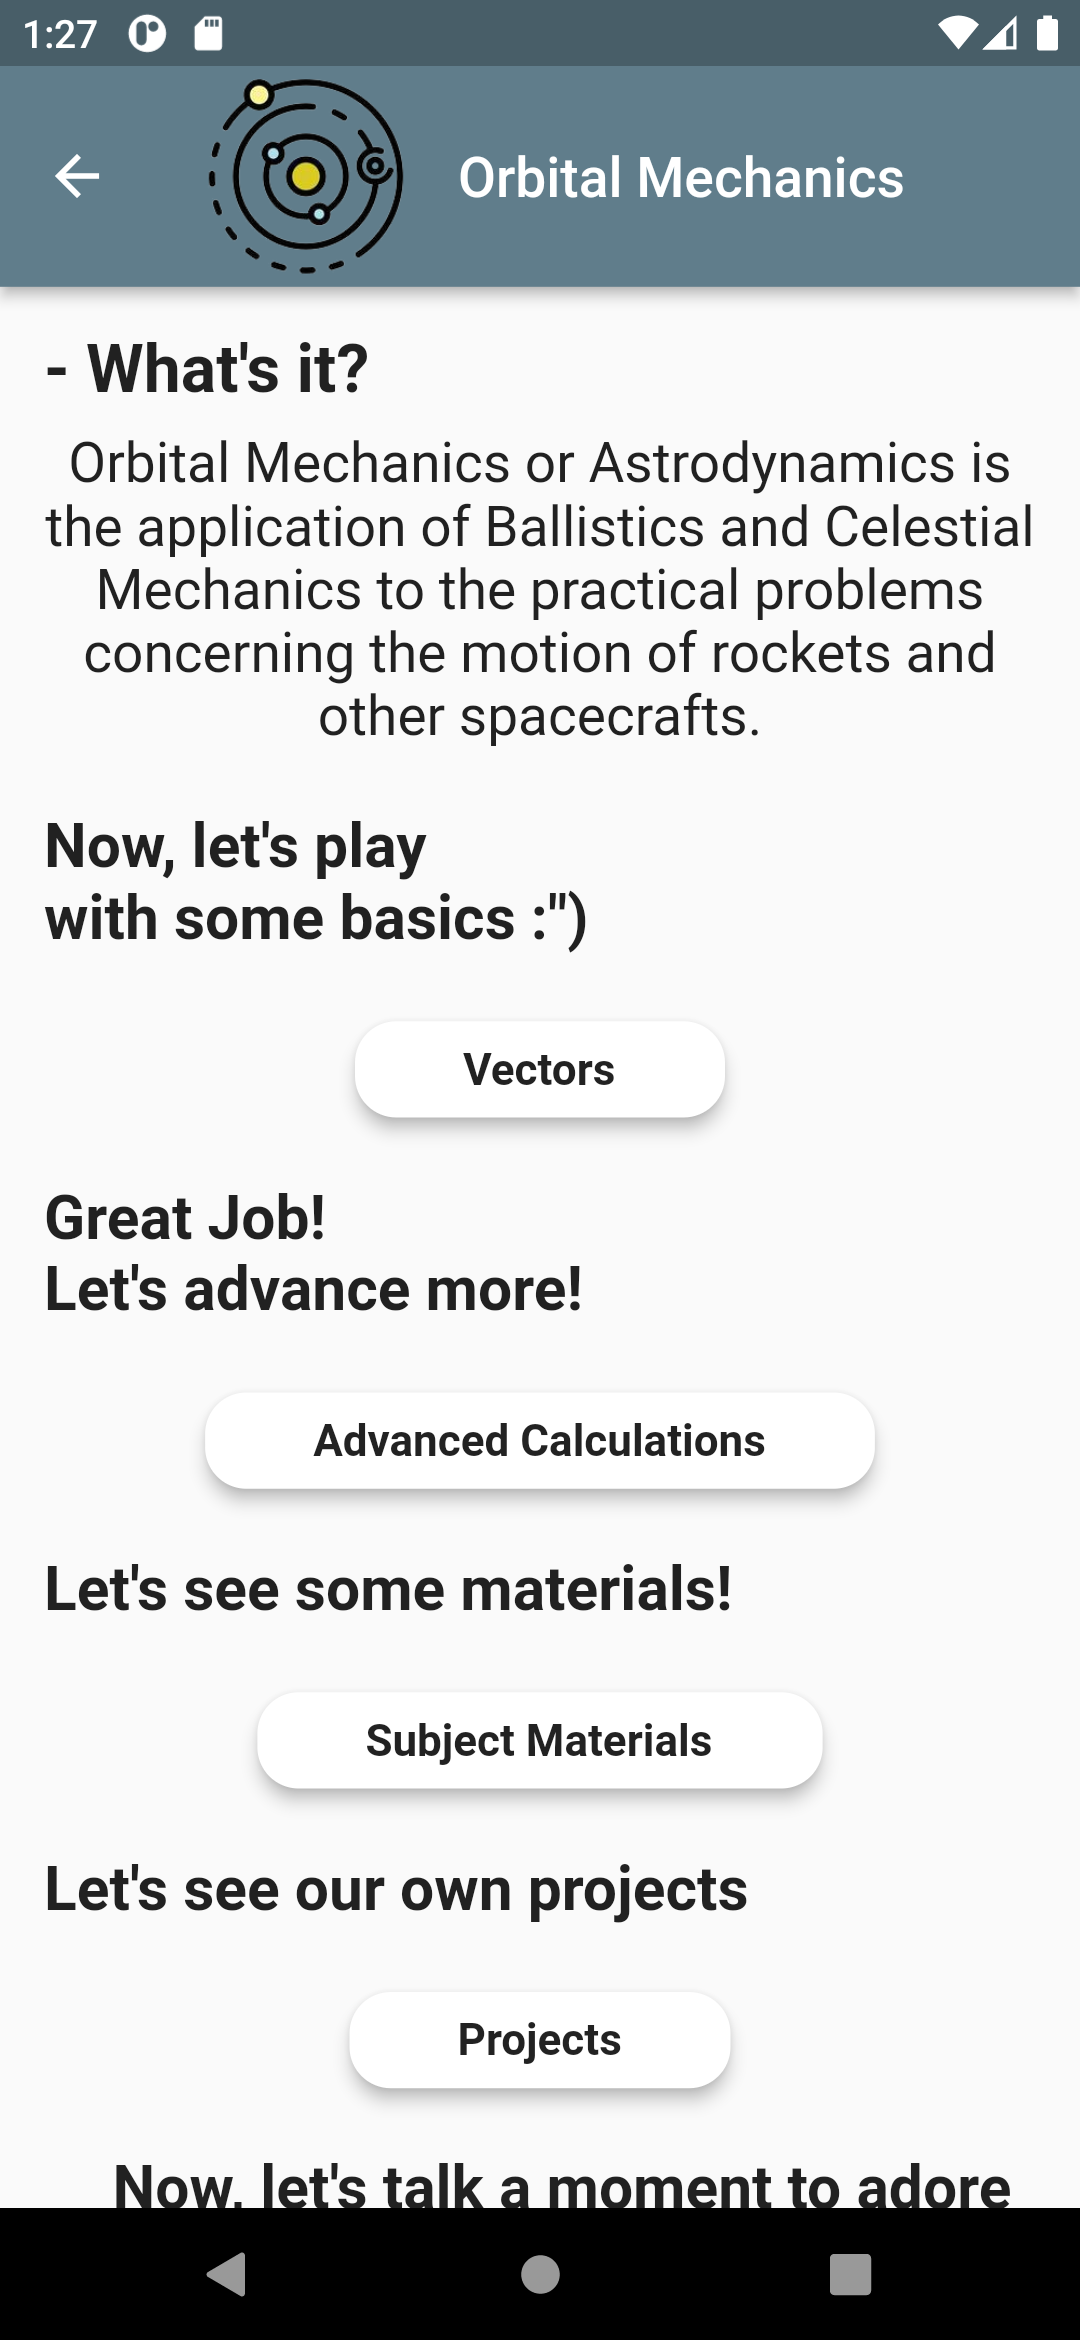 1:27
Orbital Mechanics
- What's it?
Orbital Mechanics or Astrodynamics is
the application of Ballistics and Celestial
Mechanics to the practical problems
concerning the motion of rockets and
other spacecrafts.
Now, let's play
with some basics :")
Vectors
Great Job!
Let's advance more!
Advanced Calculations
Let's see some materials!
Subject Materials
Let's see our own projects
Projects
Now, let's talk a moment to adore